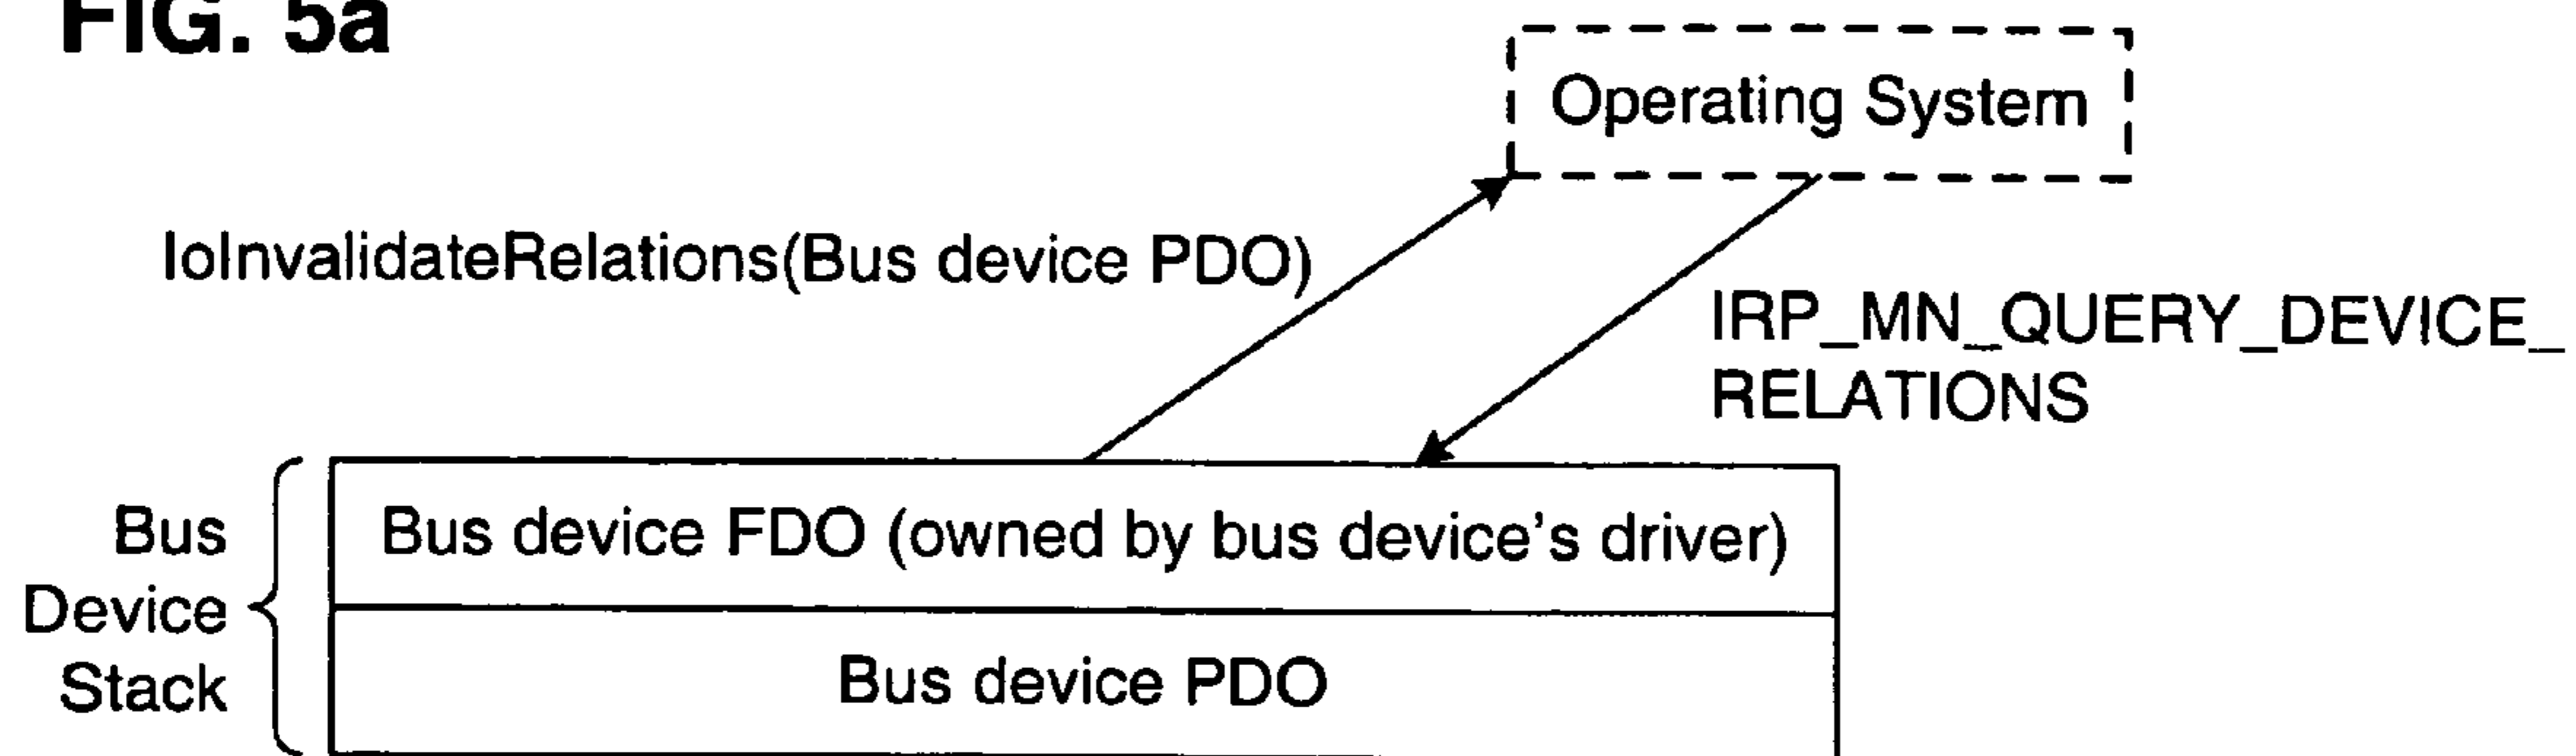 FIG. 5a
Operating System
IoInvalidateRelations(Bus device PDO)
IRP_MN_QUERY_DEVICE_
RELATIONS
Bus
Device
Stack
Bus device FDO (owned by bus device's driver)
Bus device PDO